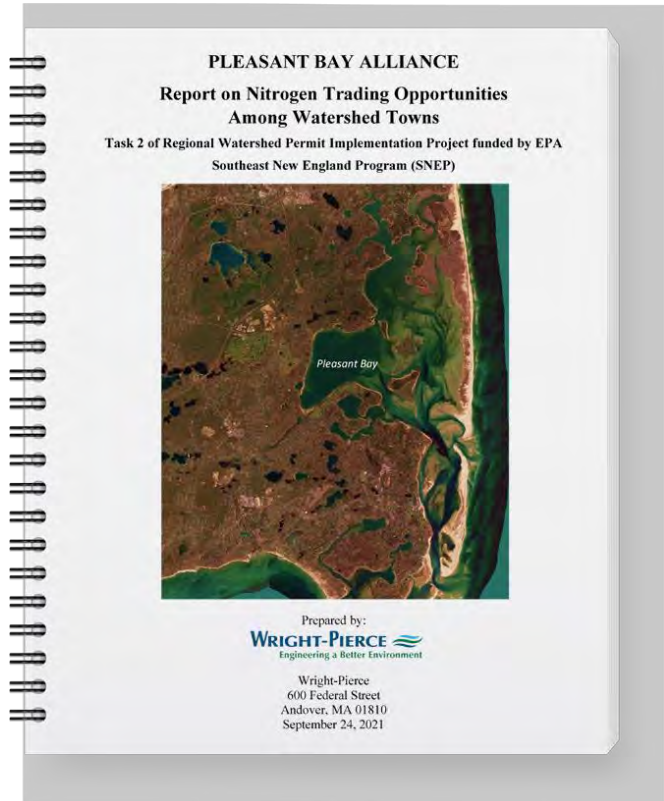 PLEASANT BAY ALLIANCE
Report on Nitrogen Trading Opportunities
Among Watershed Towns
Task 2 of Regional Watershed Permit Implementation Project funded by EPA
Southeast New England Program (SNEP)
Pleasant Bay
Prepared by:
WRIGHT-PIERCE
Engineering a Better Environment
Wright-Pierce
600 Federal Street
Andover, MA 01810
September 24, 2021